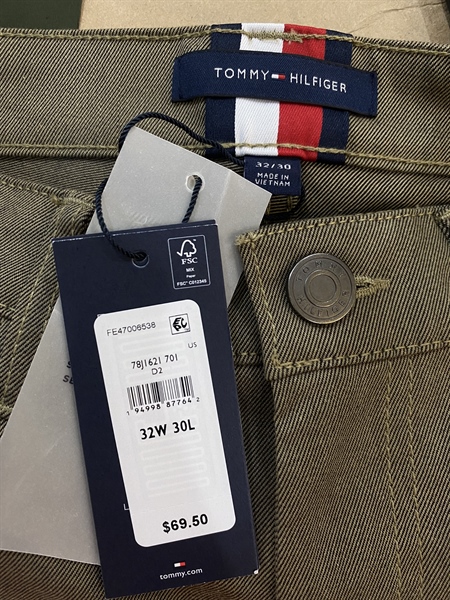 TOMMY HILFIGER
32/30
MADE IN
VIETNAM
TOMMY
HILFIGER
FSC
MIX
Paper
FSC® C012345
FE47006538
US
78J1621 701
D2
1 94998 87764 2
32W 30L
$69.50
tommy.com